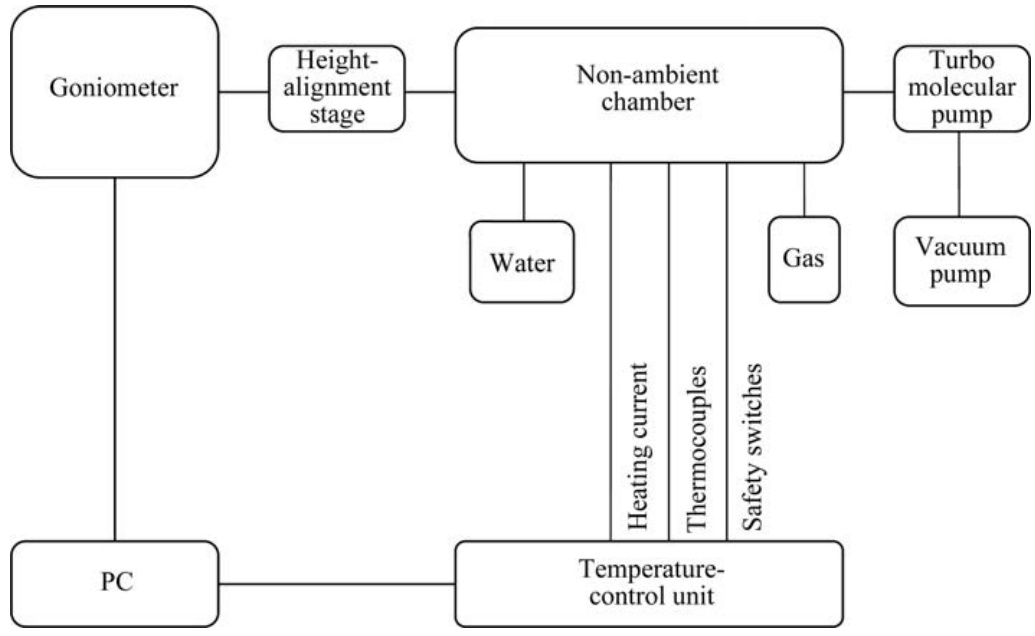 Goniometer
Height-
alignment
stage
Non-ambient
chamber
Turbo
molecular
pump
Water
Gas
Vacuum
pump
Heating current
Thermocouples
Safety switches
PC
Temperature-
control unit